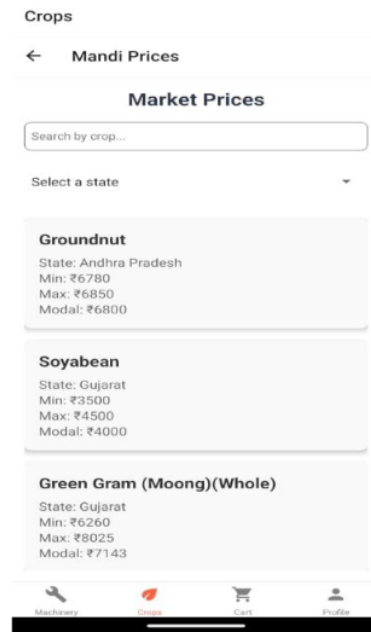 Crops
← Mandi Prices
Market Prices
Search by crop...
Select a state
Groundnut
State: Andhra Pradesh
Min: ₹6780
Max: ₹6850
Modal: ₹6800
Soyabean
State: Gujarat
Min: ₹3500
Max: ₹4500
Modal: ₹4000
Green Gram (Moong)(Whole)
State: Gujarat
Min: ₹6260
Max: ₹8025
Modal: ₹7143
Machinery Crops Cart Profile